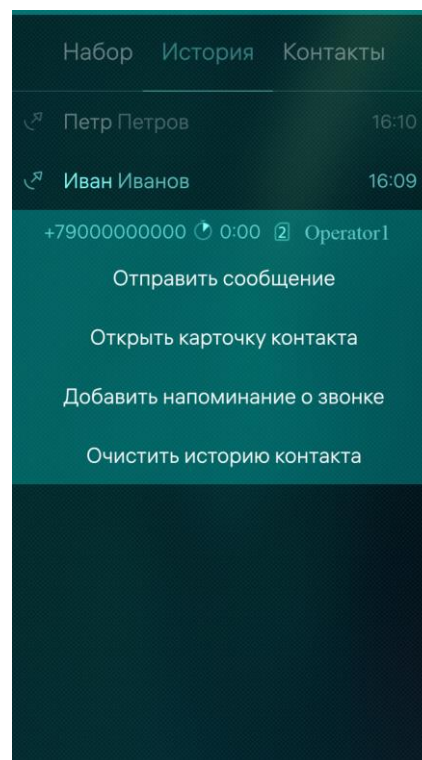 Набор История Контакты
Петр Петров 16:10
Иван Иванов 16:09
+79000000000 0:00 2 Operator1
Отправить сообщение
Открыть карточку контакта
Добавить напоминание о звонке
Очистить историю контакта